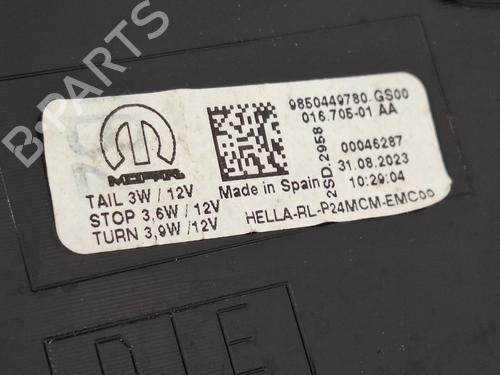 B-PARTS
MOPAR
TAIL 3W / 12V
STOP 3,6W / 12V
TURN 3,9W /12V
Made in Spain
2SD.2958
9850449780.GS00
016.705-01 AA
00046287
31.08.2023
10:29:04
HELLA-RL-P24MCM-EMC00